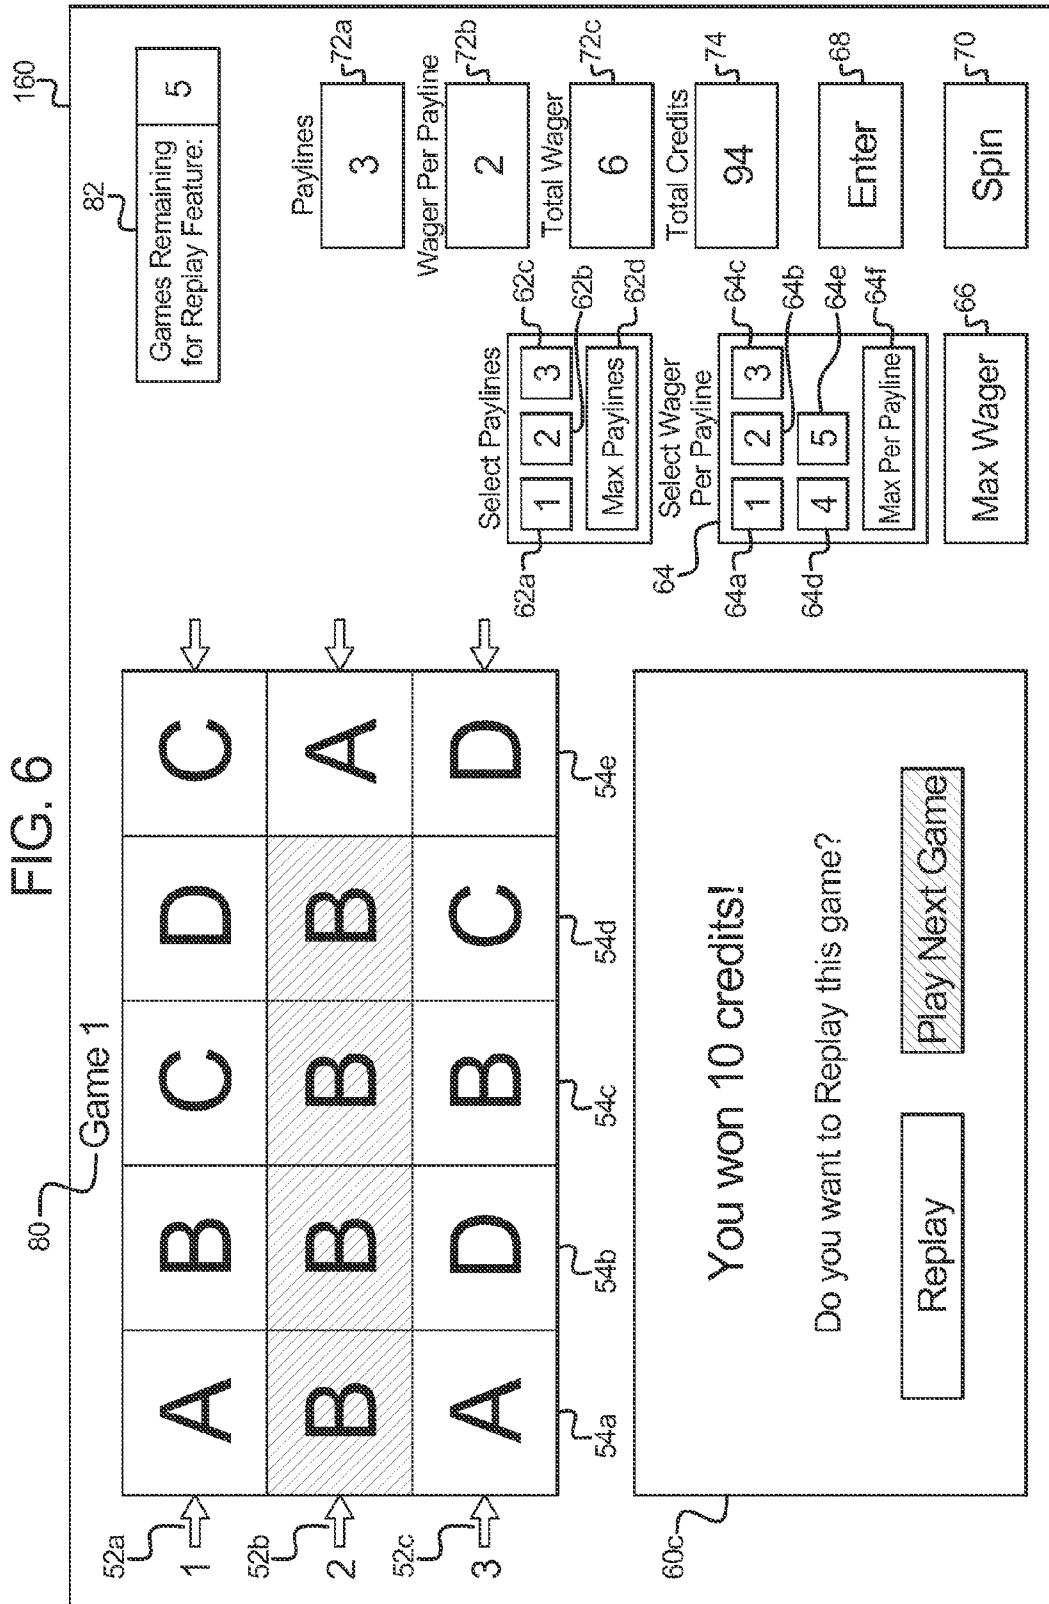 FIG. 6
160
80
Game 1
82
Games Remaining
for Replay Feature:
5
52a
1
A B C D C
52b
2
B B B B A
52c
3
A D B C D
54a 54b 54c 54d 54e
Select Paylines
1 2 3
62a
62c
62b
Max Paylines
62d
Select Wager
Per Payline
64
1 2 3
64a
64c
64b
4 5
64d
64e
Max Per Payline
64f
Max Wager
66
Paylines
3
72a
Wager Per Payline
2
72b
Total Wager
6
72c
Total Credits
94
74
Enter
68
Spin
70
60c
You won 10 credits!
Do you want to Replay this game?
Replay Play Next Game